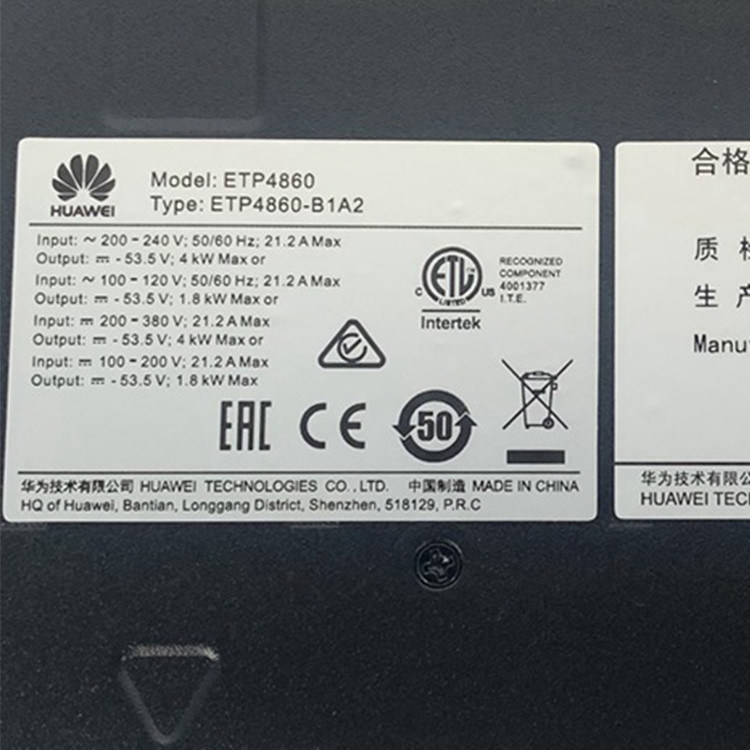 HUAWEI
Model: ETP4860
Type: ETP4860-B1A2
Input: ~ 200 - 240 V; 50/60 Hz; 21.2 A Max
Output: ⎓ - 53.5 V; 4 kW Max or
Input: ~ 100 - 120 V; 50/60 Hz; 21.2 A Max
Output: ⎓ - 53.5 V; 1.8 kW Max or
Input: ⎓ 200 - 380 V; 21.2 A Max
Output: ⎓ - 53.5 V; 4 kW Max or
Input: ⎓ 100 - 200 V; 21.2 A Max
Output: ⎓ - 53.5 V; 1.8 kW Max
ETL
LISTED
C US
Intertek
RECOGNIZED
COMPONENT
4001377
I.T.E.
EAC CE 50
华为技术有限公司 HUAWEI TECHNOLOGIES CO., LTD. 中国制造 MADE IN CHINA
HQ of Huawei, Bantian, Longgang District, Shenzhen, 518129, P.R.C
合格
质 检
生 产
Manu
华为技术有限公
HUAWEI TEC